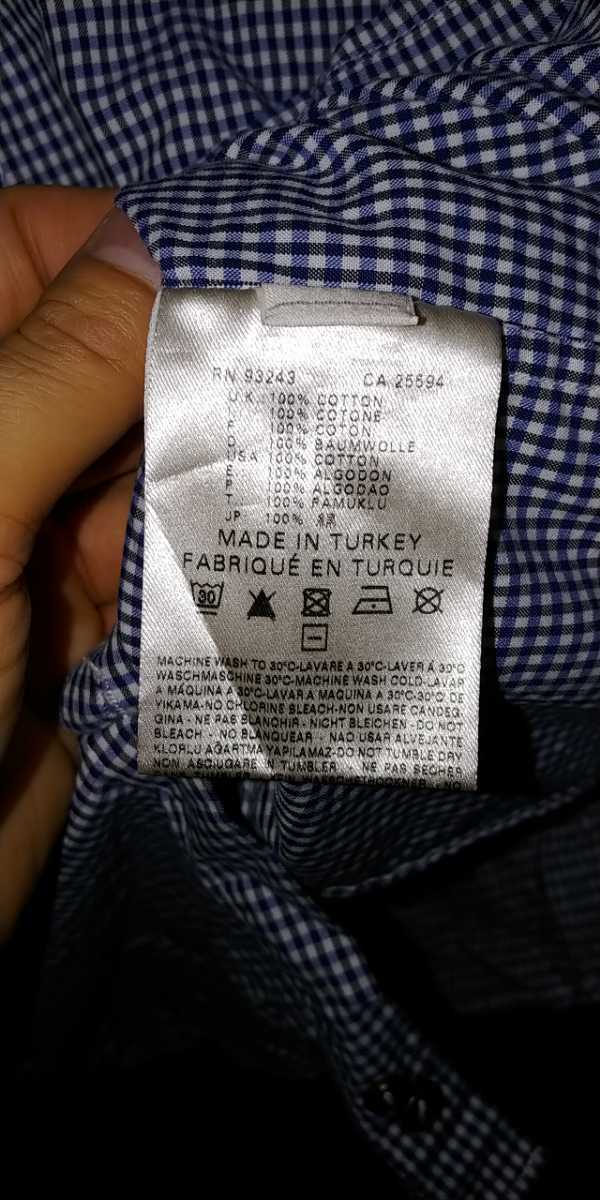 RN 93243 CA 25594
U.K. 100% COTTON
I. 100% COTONE
F. 100% COTON
D. 100% BAUMWOLLE
USA 100% COTTON
E. 100% ALGODON
P. 100% ALGODAO
T. 100% PAMUKLU
JP. 100%
MADE IN TURKEY
FABRIQUÉ EN TURQUIE
30 30
MACHINE WASH TO 30°C-LAVARE A 30°C-LAVER Á 30°C
WASCHMASCHINE 30°C-MACHINE WASH COLD-LAVAR
A MÁQUINA A 30°C-LAVAR A MAQUINA A 30°C-30°C DE
YIKAMA-NO CHLORINE BLEACH-NON USARE CANDEG
GINA - NE PAS BLANCHIR - NICHT BLEICHEN - DO NOT
BLEACH - NO BLANQUEAR - NAO USAR ALVEJANTE
KLORLU AĞARTMA YAPILAMAZ-DO NOT TUMBLE DRY
NON ASCIUGARE IN TUMBLER - NE PAS SECHER